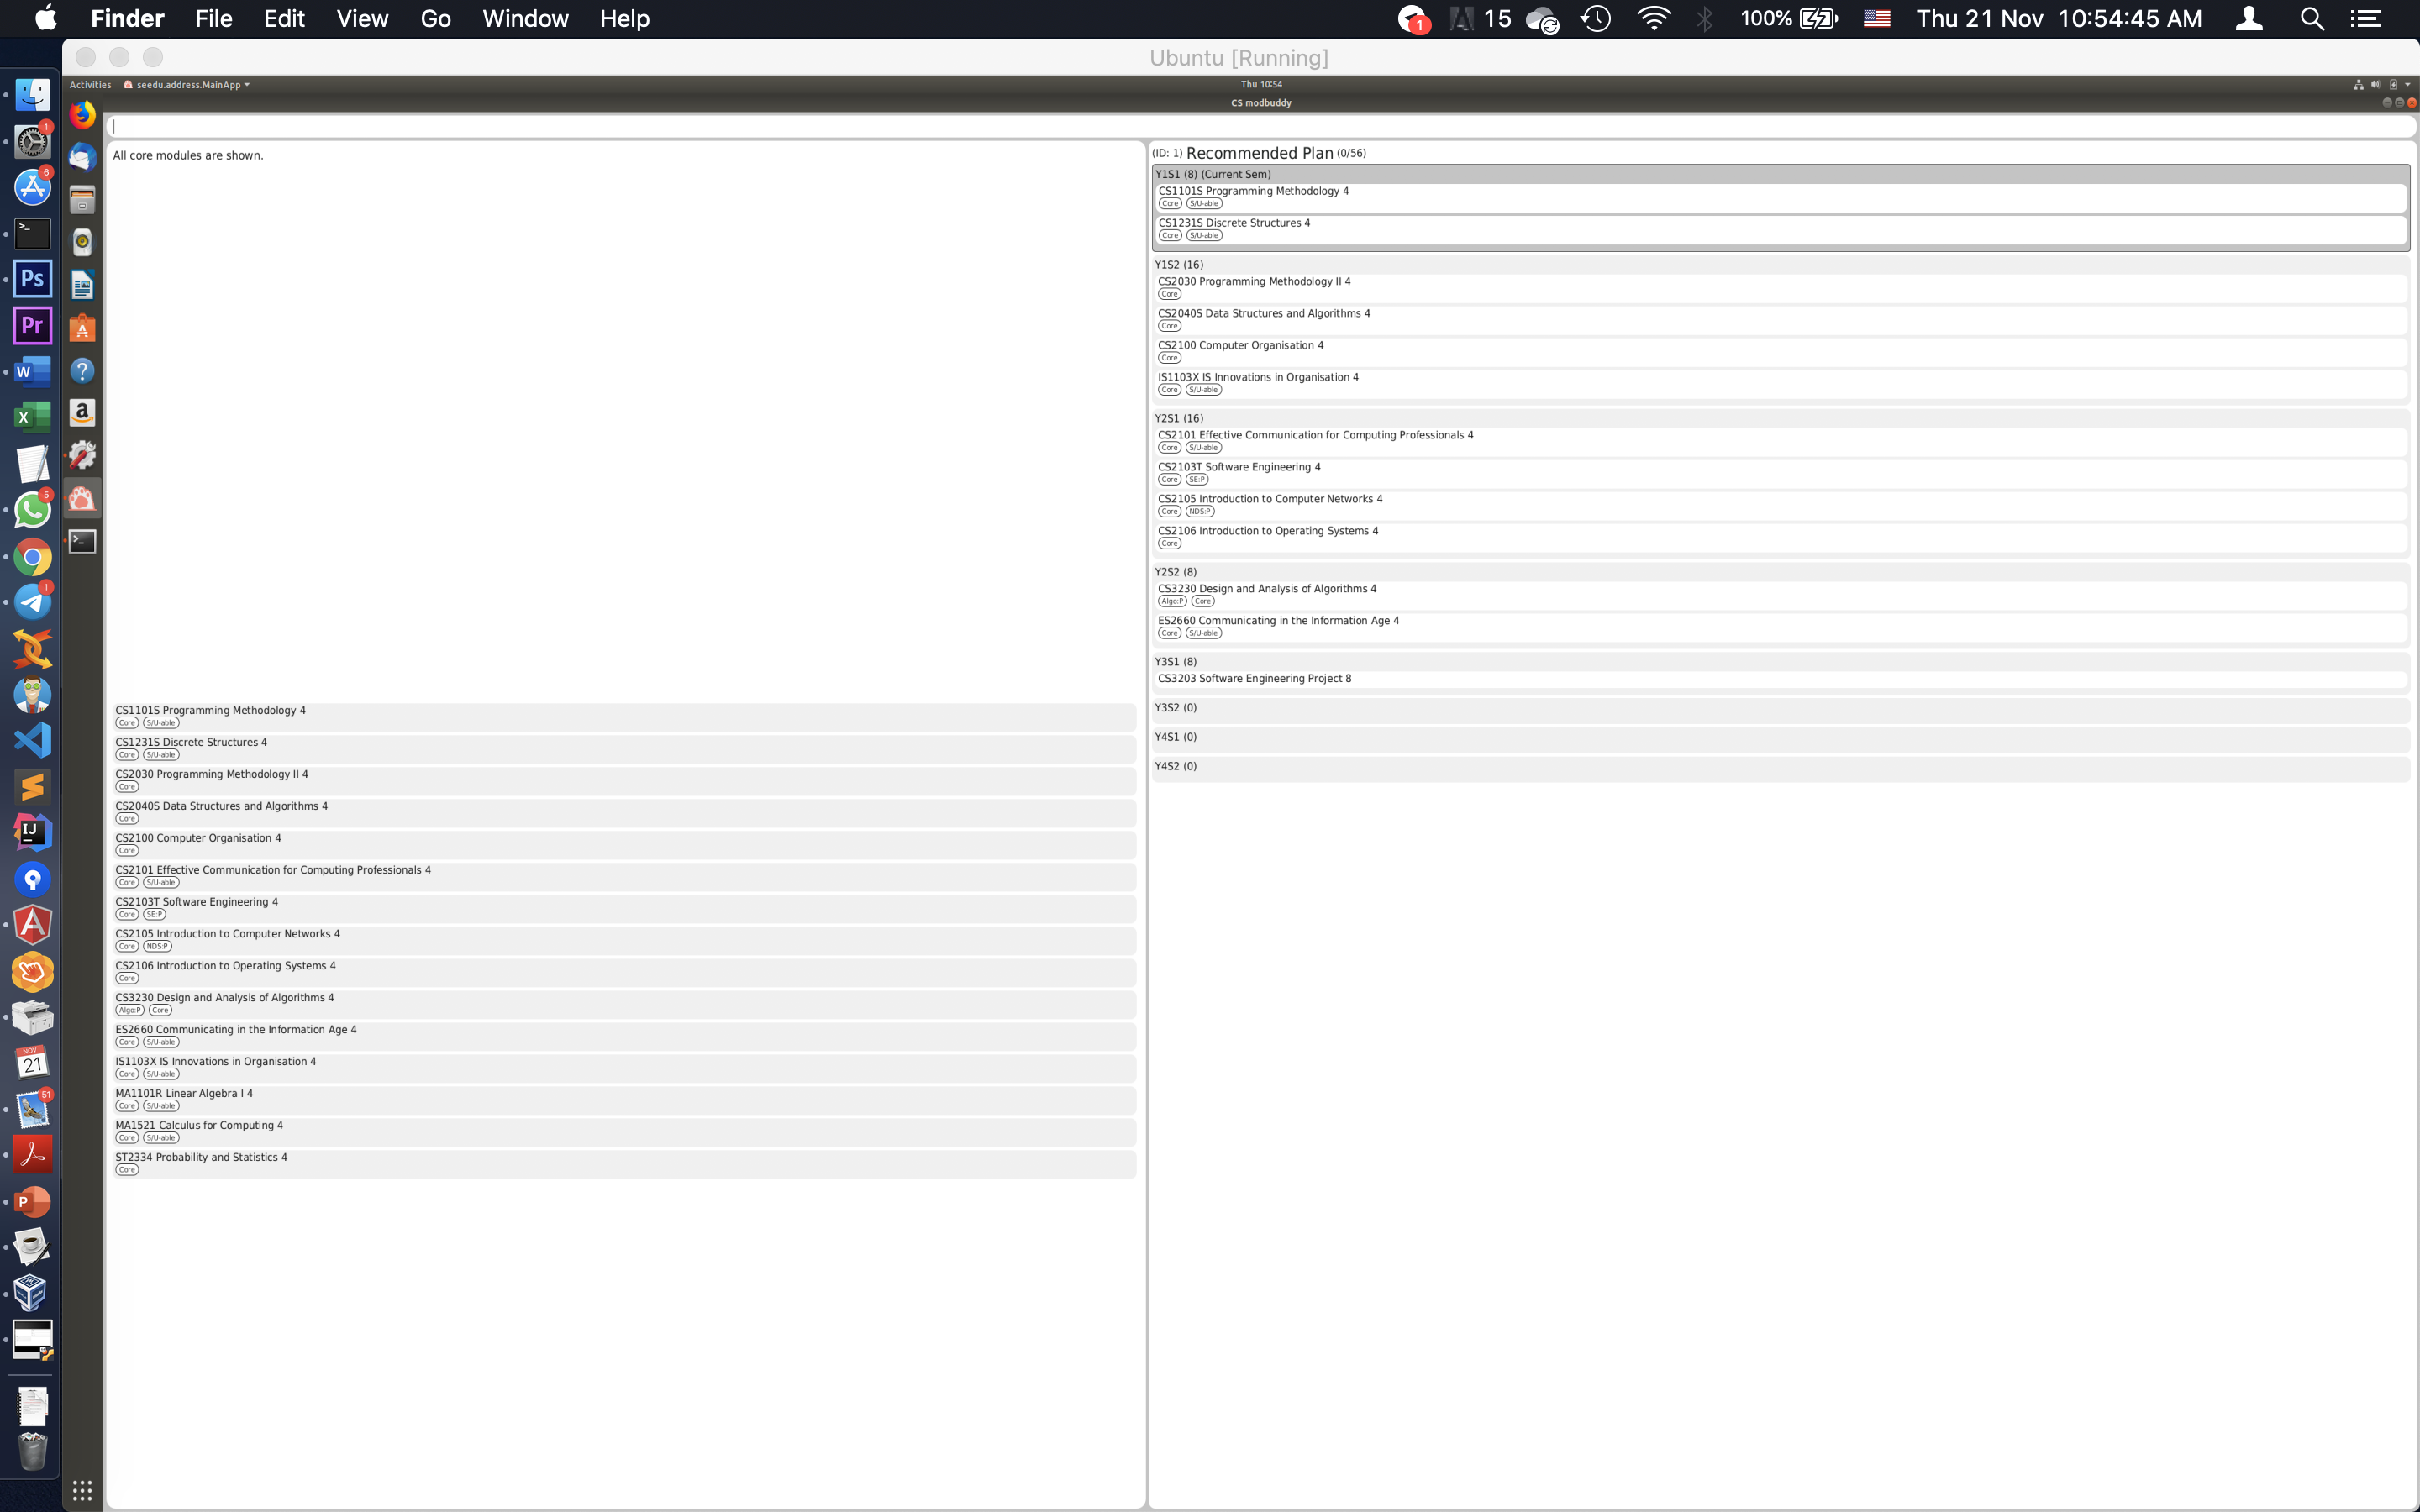 Finder File Edit View Go Window Help 1 15 100% Thu 21 Nov 10:54:45 AM
Ubuntu [Running]
Activities seedu.address.MainApp Thu 10:54
CS modbuddy
All core modules are shown.
CS1101S Programming Methodology 4
Core S/U-able
CS1231S Discrete Structures 4
Core S/U-able
CS2030 Programming Methodology II 4
Core
CS2040S Data Structures and Algorithms 4
Core
CS2100 Computer Organisation 4
Core
CS2101 Effective Communication for Computing Professionals 4
Core S/U-able
CS2103T Software Engineering 4
Core SE:P
CS2105 Introduction to Computer Networks 4
Core NDS:P
CS2106 Introduction to Operating Systems 4
Core
CS3230 Design and Analysis of Algorithms 4
Algo:P Core
ES2660 Communicating in the Information Age 4
Core S/U-able
IS1103X IS Innovations in Organisation 4
Core S/U-able
MA1101R Linear Algebra I 4
Core S/U-able
MA1521 Calculus for Computing 4
Core S/U-able
ST2334 Probability and Statistics 4
Core
(ID: 1) Recommended Plan (0/56)
Y1S1 (8) (Current Sem)
CS1101S Programming Methodology 4
Core S/U-able
CS1231S Discrete Structures 4
Core S/U-able
Y1S2 (16)
CS2030 Programming Methodology II 4
Core
CS2040S Data Structures and Algorithms 4
Core
CS2100 Computer Organisation 4
Core
IS1103X IS Innovations in Organisation 4
Core S/U-able
Y2S1 (16)
CS2101 Effective Communication for Computing Professionals 4
Core S/U-able
CS2103T Software Engineering 4
Core SE:P
CS2105 Introduction to Computer Networks 4
Core NDS:P
CS2106 Introduction to Operating Systems 4
Core
Y2S2 (8)
CS3230 Design and Analysis of Algorithms 4
Algo:P Core
ES2660 Communicating in the Information Age 4
Core S/U-able
Y3S1 (8)
CS3203 Software Engineering Project 8
Y3S2 (0)
Y4S1 (0)
Y4S2 (0)
1
6
Ps
Pr
W
X
5
1
IJ
NOV
21
51
P
a